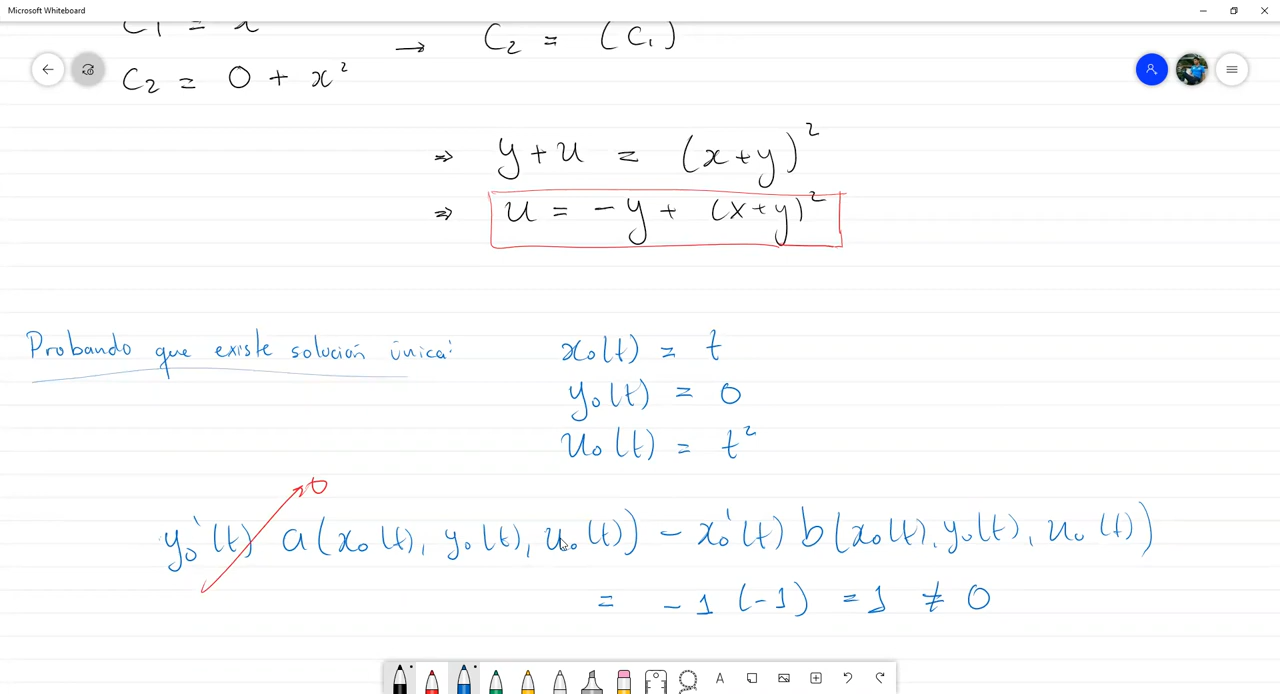 Microsoft Whiteboard
C1 = x
→ C2 = (C1)
C2 = 0 + x²
⇒ y + u = (x+y)²
⇒ u = -y + (x+y)²
Probando que existe solución única:
x₀(t) = t
y₀(t) = 0
u₀(t) = t²
0
y₀'(t) a(x₀(t), y₀(t), u₀(t)) - x₀'(t) b(x₀(t), y₀(t), u₀(t))
= -1 (-1) = 1 ≠ 0
A